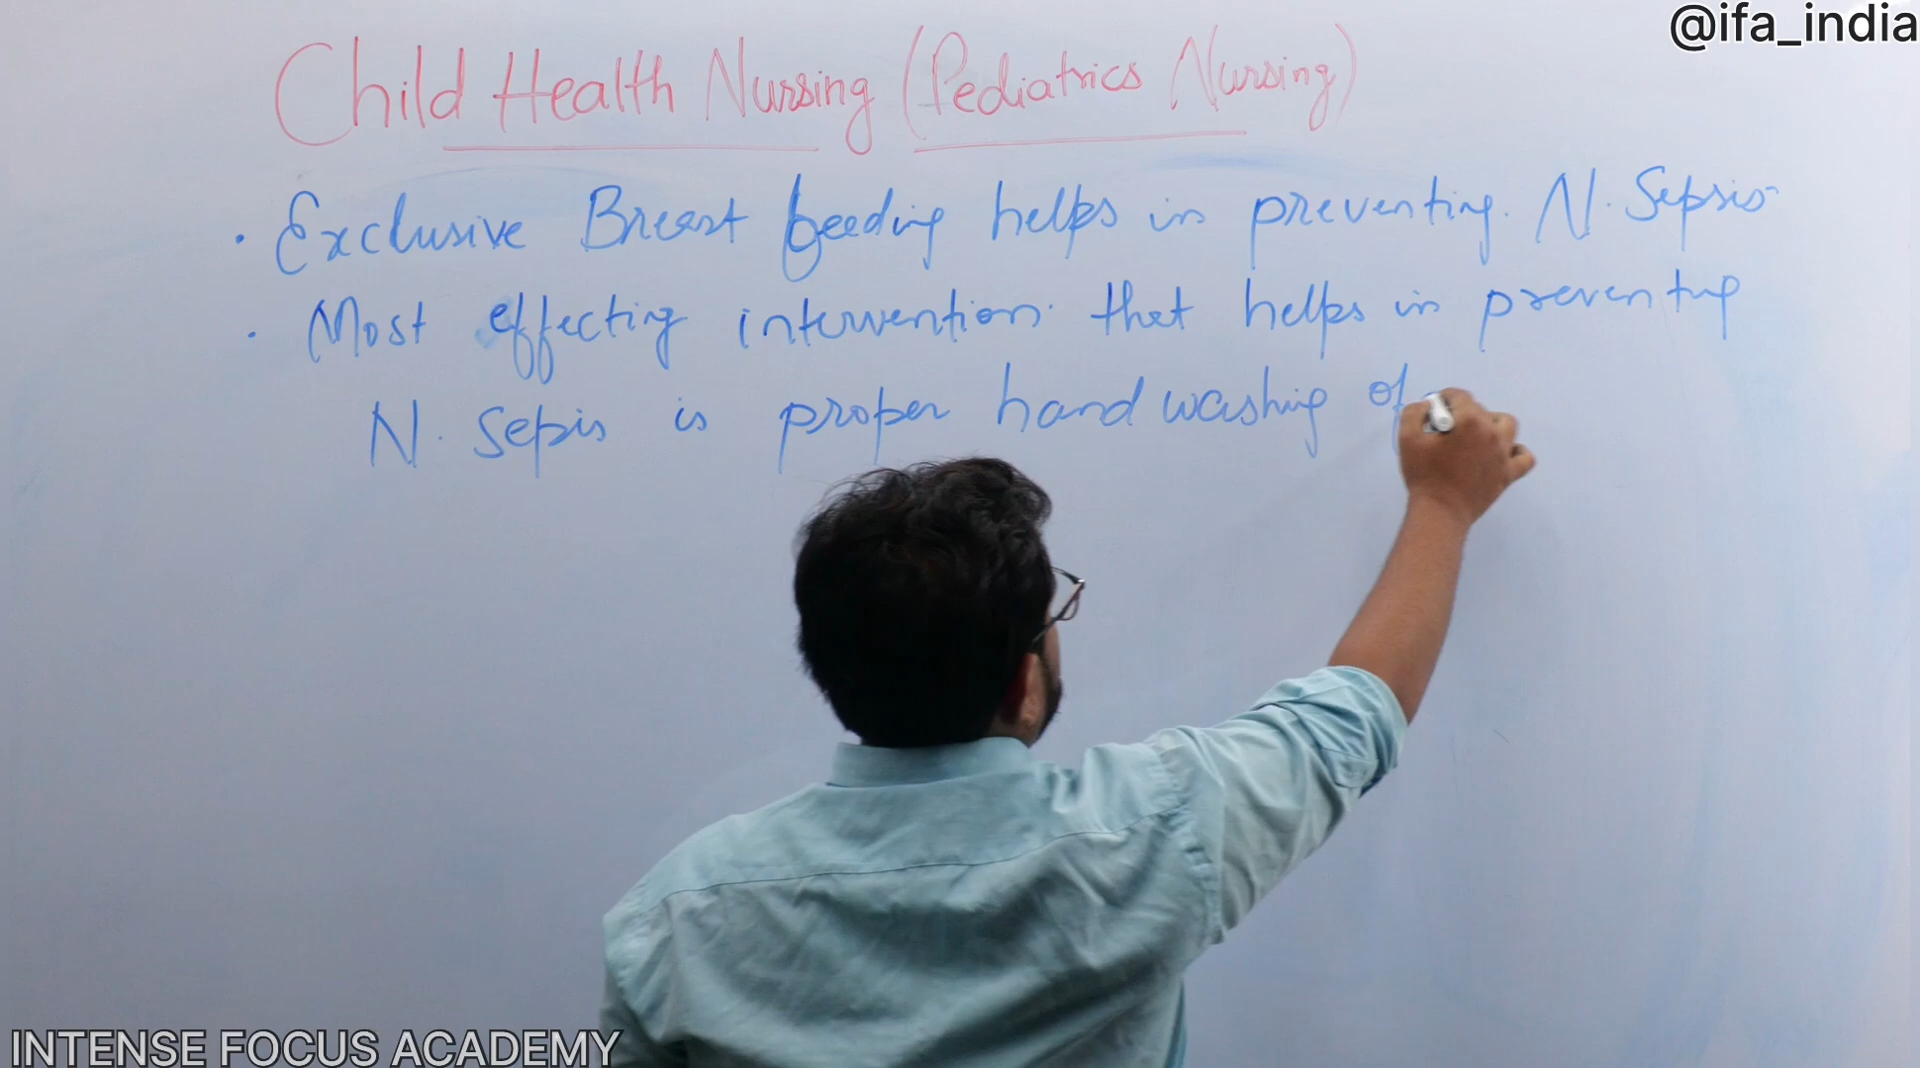 @ifa_india
Child Health Nursing (Pediatrics Nursing)
· Exclusive Breast feeding helps in preventing. N. Sepsis
· Most effecting intervention that helps in preventing
N. Sepis is proper hand washing of
INTENSE FOCUS ACADEMY